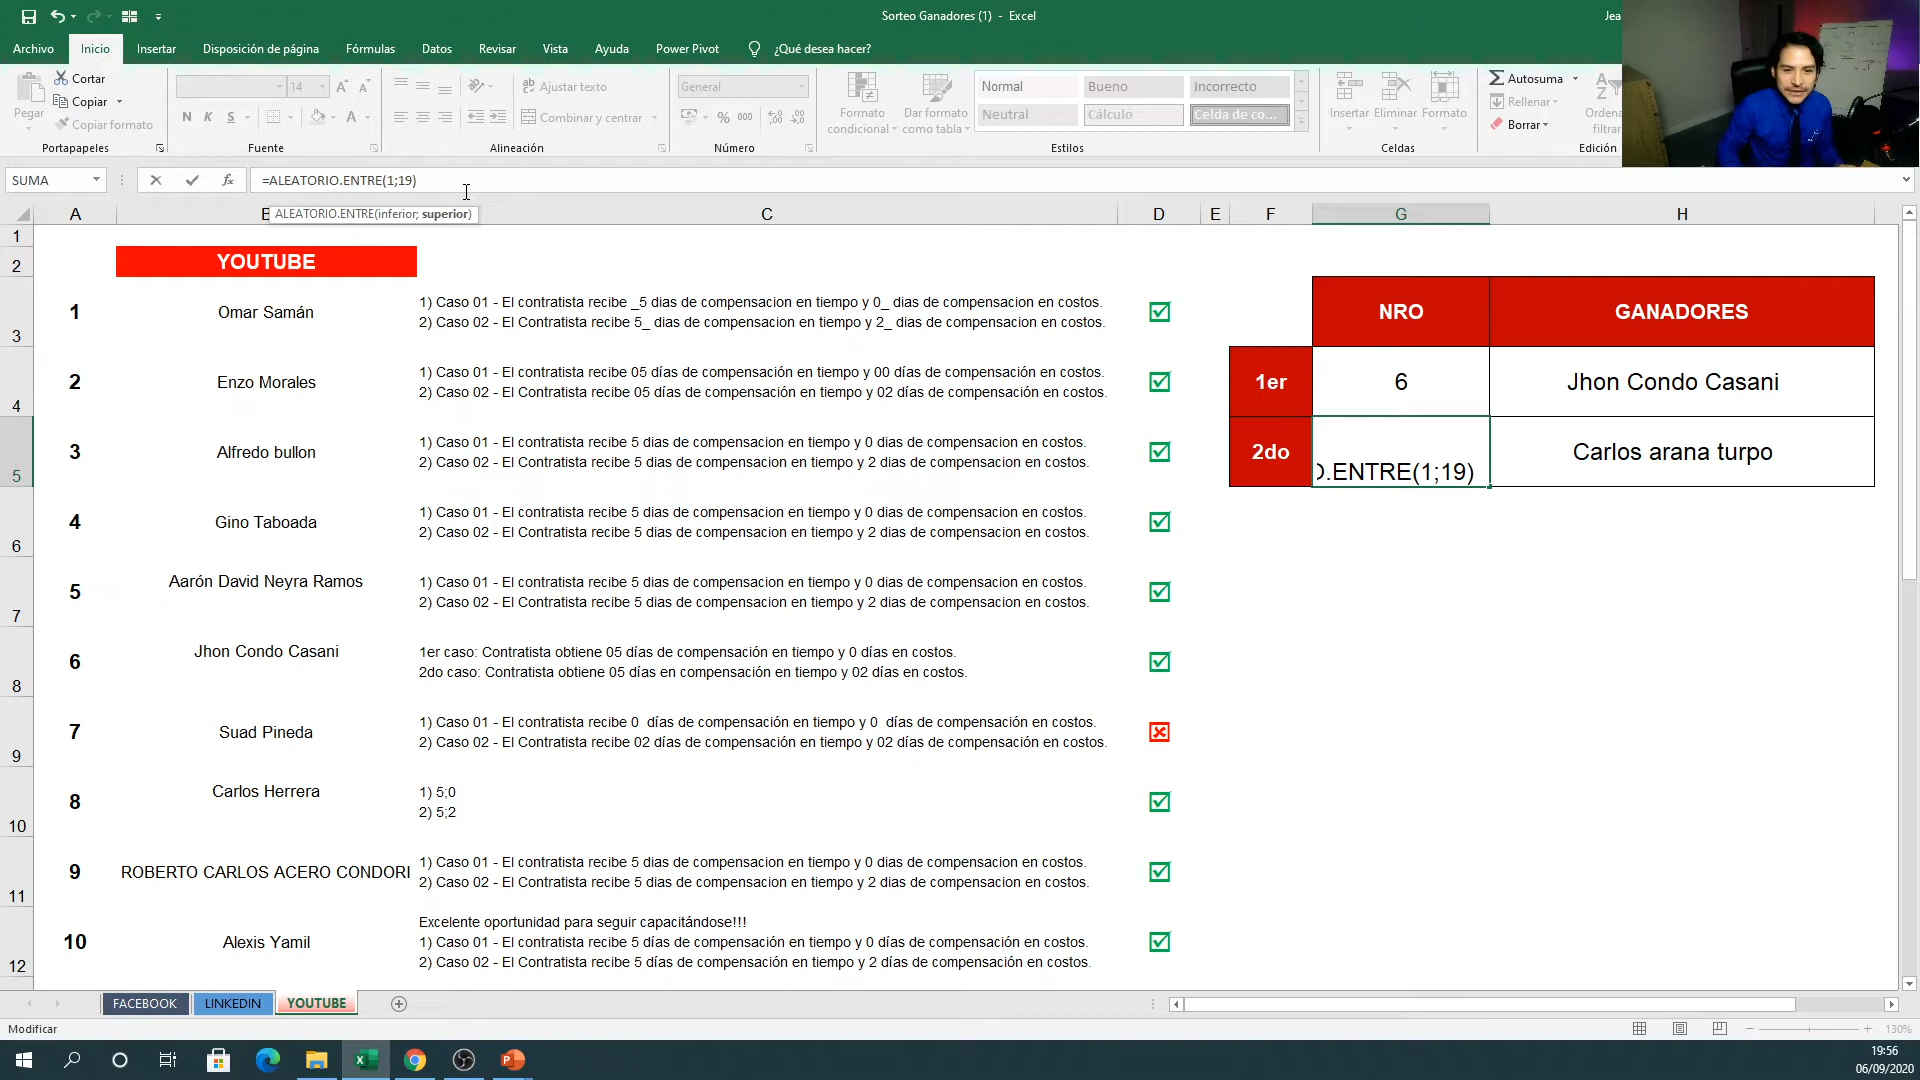 Sorteo Ganadores (1) - Excel
Jea
Archivo Inicio Insertar Disposición de página Fórmulas Datos Revisar Vista Ayuda Power Pivot ¿Qué desea hacer?
Pegar
Cortar
Copiar
Copiar formato
Portapapeles
14
N K S
Fuente
Ajustar texto
Combinar y centrar
Alineación
General
% 000
Número
Formato condicional
Dar formato como tabla
Normal Bueno Incorrecto
Neutral Cálculo Celda de co...
Estilos
Insertar Eliminar Formato
Celdas
Autosuma
Rellenar
Borrar
Ordena
filtrar
Edición
SUMA
fx
=ALEATORIO.ENTRE(1;19)
ALEATORIO.ENTRE(inferior; superior)
A B C D E F G H
1
2
YOUTUBE
3
1
Omar Samán
1) Caso 01 - El contratista recibe _5 dias de compensacion en tiempo y 0_ dias de compensacion en costos.
2) Caso 02 - El Contratista recibe 5_ dias de compensacion en tiempo y 2_ dias de compensacion en costos.
NRO GANADORES
4
2
Enzo Morales
1) Caso 01 - El contratista recibe 05 días de compensación en tiempo y 00 días de compensación en costos.
2) Caso 02 - El Contratista recibe 05 días de compensación en tiempo y 02 días de compensación en costos.
1er 6 Jhon Condo Casani
5
3
Alfredo bullon
1) Caso 01 - El contratista recibe 5 dias de compensacion en tiempo y 0 dias de compensacion en costos.
2) Caso 02 - El Contratista recibe 5 dias de compensacion en tiempo y 2 dias de compensacion en costos.
2do O.ENTRE(1;19) Carlos arana turpo
6
4
Gino Taboada
1) Caso 01 - El contratista recibe 5 dias de compensacion en tiempo y 0 dias de compensacion en costos.
2) Caso 02 - El Contratista recibe 5 dias de compensacion en tiempo y 2 dias de compensacion en costos.
7
5
Aarón David Neyra Ramos
1) Caso 01 - El contratista recibe 5 dias de compensacion en tiempo y 0 dias de compensacion en costos.
2) Caso 02 - El Contratista recibe 5 dias de compensacion en tiempo y 2 dias de compensacion en costos.
8
6
Jhon Condo Casani
1er caso: Contratista obtiene 05 días de compensación en tiempo y 0 días en costos.
2do caso: Contratista obtiene 05 días en compensación en tiempo y 02 días en costos.
9
7
Suad Pineda
1) Caso 01 - El contratista recibe 0 días de compensación en tiempo y 0 días de compensación en costos.
2) Caso 02 - El Contratista recibe 02 días de compensación en tiempo y 02 días de compensación en costos.
10
8
Carlos Herrera
1) 5;0
2) 5;2
11
9
ROBERTO CARLOS ACERO CONDORI
1) Caso 01 - El contratista recibe 5 dias de compensacion en tiempo y 0 dias de compensacion en costos.
2) Caso 02 - El Contratista recibe 5 dias de compensacion en tiempo y 2 dias de compensacion en costos.
12
10
Alexis Yamil
Excelente oportunidad para seguir capacitándose!!!
1) Caso 01 - El contratista recibe 5 días de compensación en tiempo y 0 días de compensación en costos.
2) Caso 02 - El Contratista recibe 5 días de compensación en tiempo y 2 días de compensación en costos.
FACEBOOK LINKEDIN YOUTUBE
Modificar
130%
19:56
06/09/2020